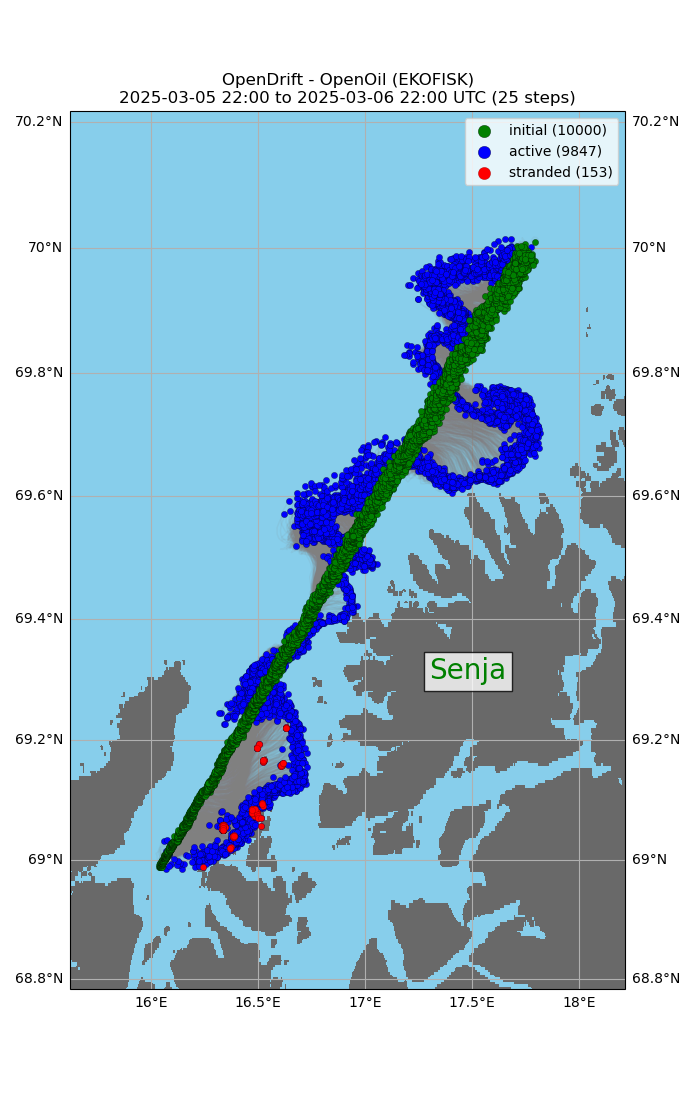 OpenDrift - OpenOil (EKOFISK)
2025-03-05 22:00 to 2025-03-06 22:00 UTC (25 steps)
70.2°N 70.2°N
initial (10000)
active (9847)
stranded (153)
70°N 70°N
69.8°N 69.8°N
69.6°N 69.6°N
69.4°N 69.4°N
Senja
69.2°N 69.2°N
69°N 69°N
68.8°N 68.8°N
16°E 16.5°E 17°E 17.5°E 18°E